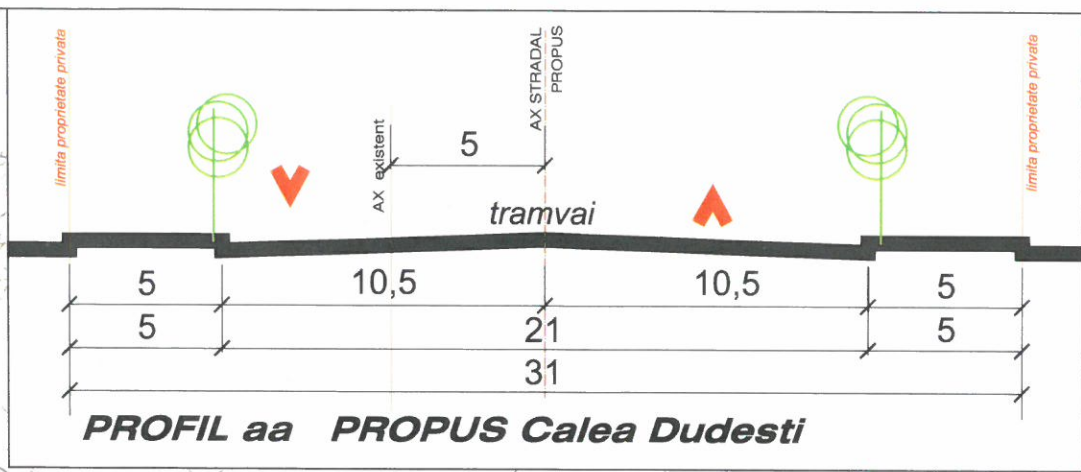 limita proprietate privata
AX existent
5
AX STRADAL
PROPUS
limita proprietate privata
tramvai
5 10,5 10,5 5
5 21 5
31
PROFIL aa PROPUS Calea Dudesti